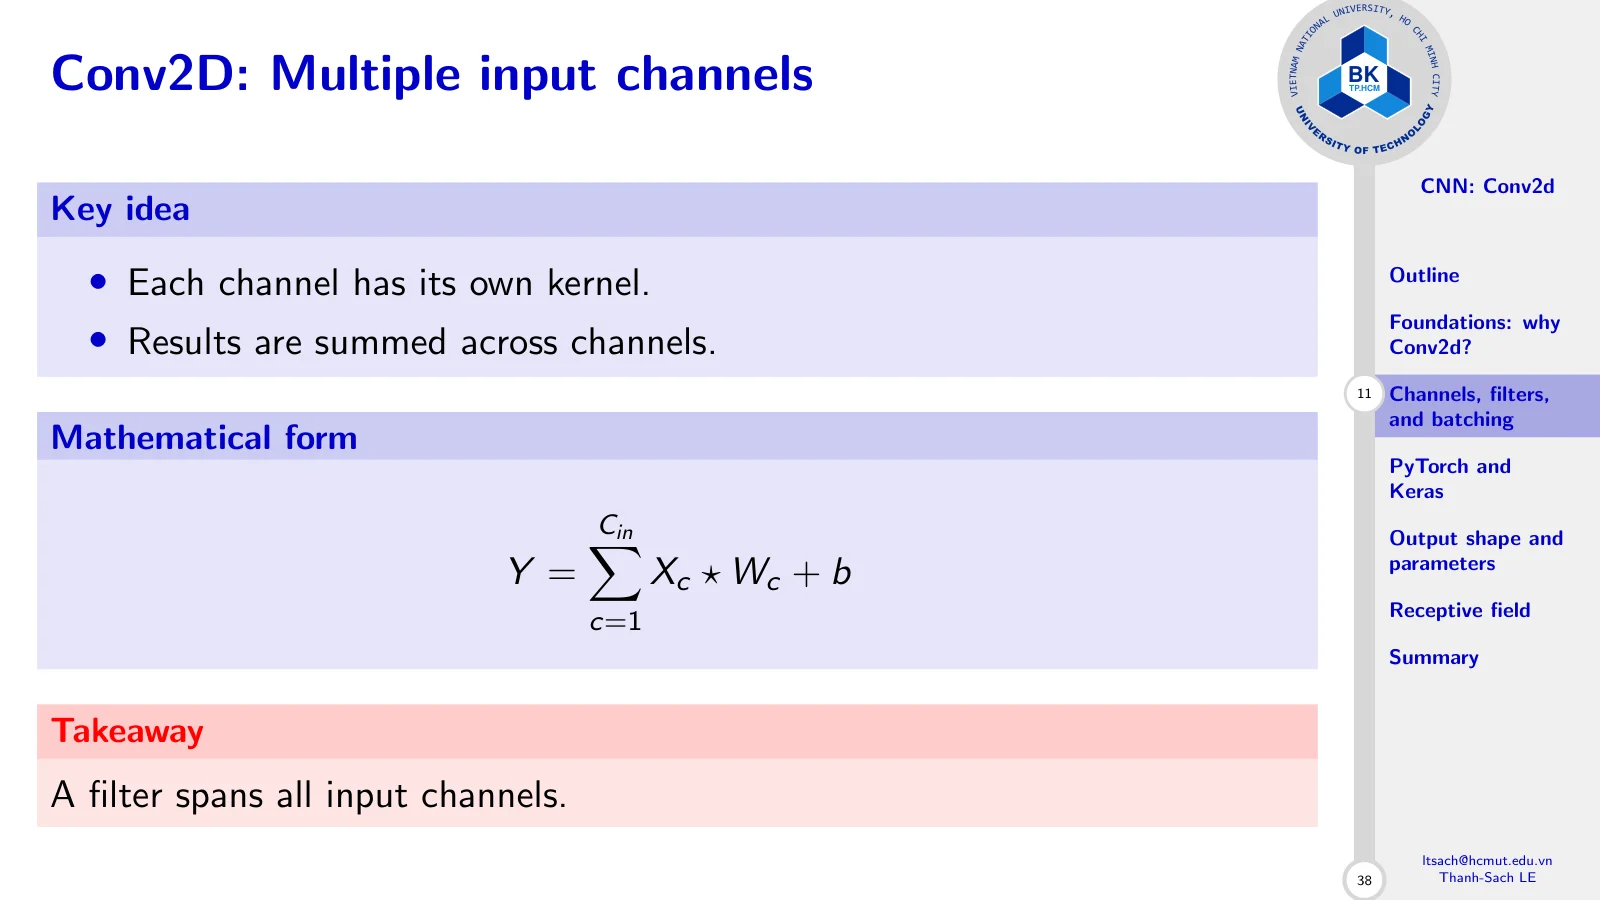 Conv2D: Multiple input channels
VIETNAM NATIONAL UNIVERSITY, HO CHI MINH CITY
BK
TP.HCM
UNIVERSITY OF TECHNOLOGY
Key idea
• Each channel has its own kernel.
• Results are summed across channels.
Mathematical form
Y = \sum_{c=1}^{C_{in}} X_c ⋆ W_c + b
Takeaway
A filter spans all input channels.
CNN: Conv2d
Outline
Foundations: why
Conv2d?
11
Channels, filters,
and batching
PyTorch and
Keras
Output shape and
parameters
Receptive field
Summary
ltsach@hcmut.edu.vn
Thanh-Sach LE
38